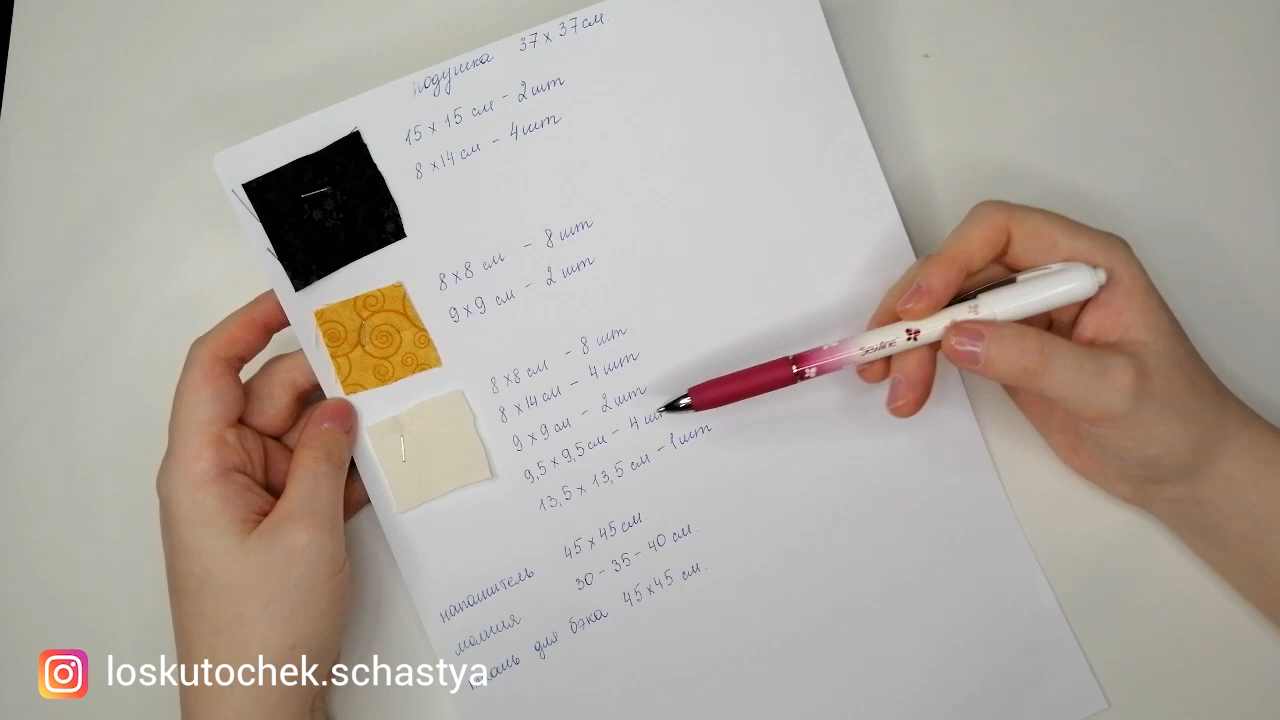 подушка 37 x 37 см.
15 x 15 см - 2 шт
8 x 14 см - 4 шт
8 x 8 см - 8 шт
9 x 9 см - 2 шт
8 x 8 см - 8 шт.
8 x 14 см - 4 шт
9 x 9 см - 2 шт
9,5 x 9,5 см - 4 шт
13,5 x 13,5 см - 1 шт
наполнитель 45 x 45 см.
молния 30 - 35 - 40 см.
ткань для бэка 45 x 45 см.
Serline
loskutochek.schastya